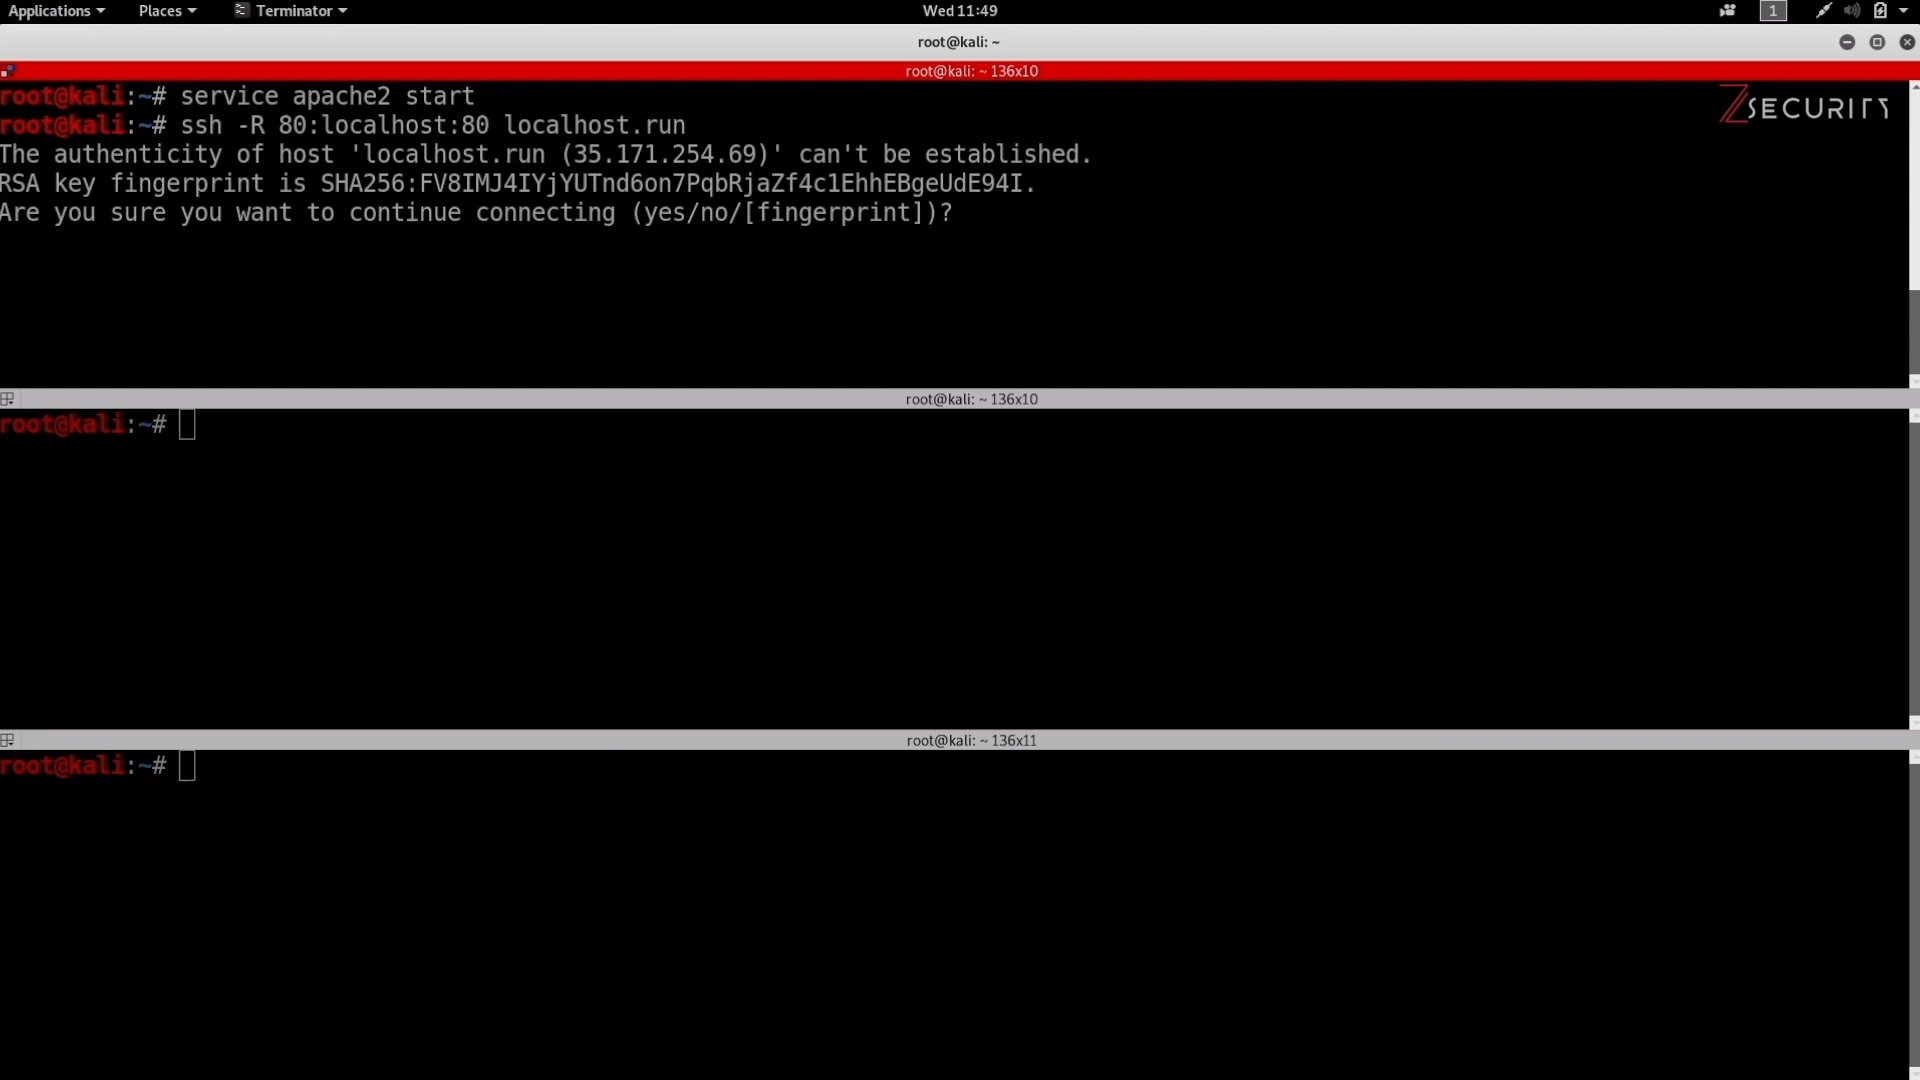 Applications Places Terminator Wed 11:49 1
root@kali: ~
root@kali: ~ 136x10
root@kali:~# service apache2 start
ZSECURITY
root@kali:~# ssh -R 80:localhost:80 localhost.run
The authenticity of host 'localhost.run (35.171.254.69)' can't be established.
RSA key fingerprint is SHA256:FV8IMJ4IYjYUTnd6on7PqbRjaZf4c1EhhEBgeUdE94I.
Are you sure you want to continue connecting (yes/no/[fingerprint])?
root@kali: ~ 136x10
root@kali:~#
root@kali: ~ 136x11
root@kali:~#